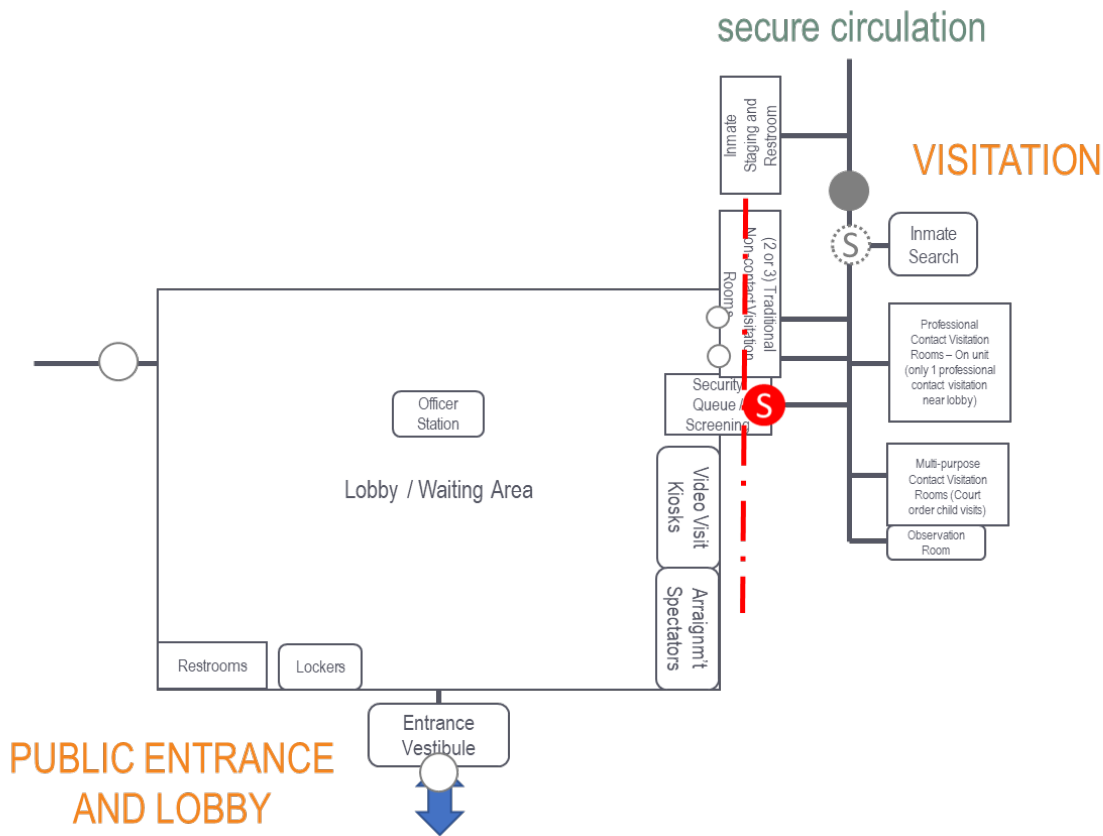 secure circulation
Inmate
Staging and
Restroom
VISITATION
S
Inmate
Search
(2 or 3) Traditional
Non-contact Visitation
Rooms
Professional
Contact Visitation
Rooms – On unit
(only 1 professional
contact visitation
near lobby)
Security
Queue /
Screening
S
Officer
Station
Lobby / Waiting Area
Video Visit
Kiosks
Multi-purpose
Contact Visitation
Rooms (Court
order child visits)
Observation
Room
Arraignm't
Spectators
Restrooms
Lockers
Entrance
Vestibule
PUBLIC ENTRANCE
AND LOBBY